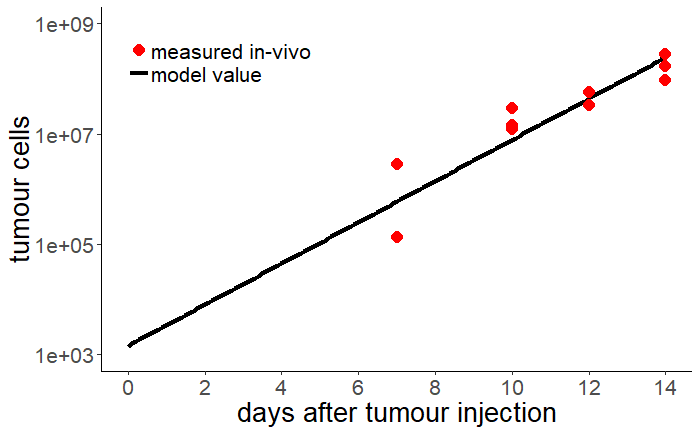 1e+09
measured in-vivo
model value
1e+07
tumour cells
1e+05
1e+03
0 2 4 6 8 10 12 14
days after tumour injection